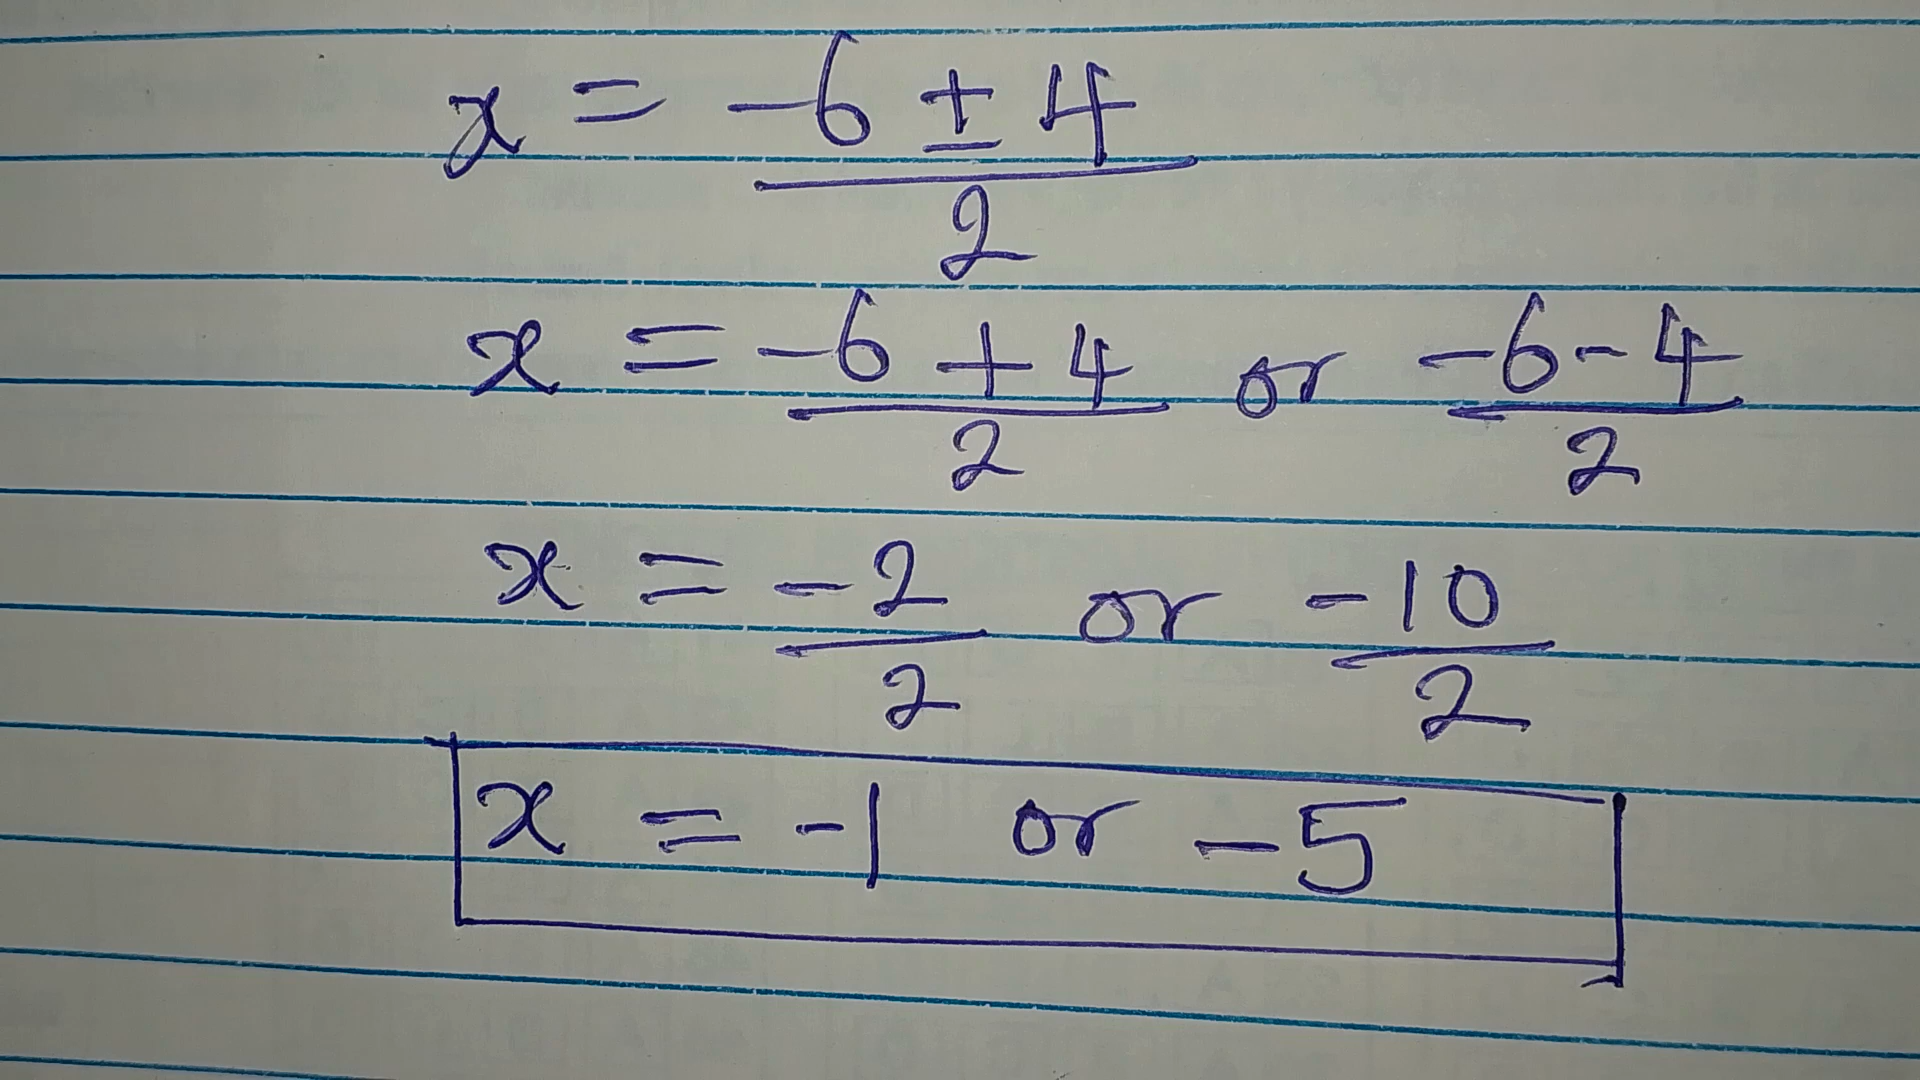 x = -6 ± 4 / 2
x = -6 + 4 / 2 or -6 - 4 / 2
x = -2 / 2 or -10 / 2
x = -1 or -5